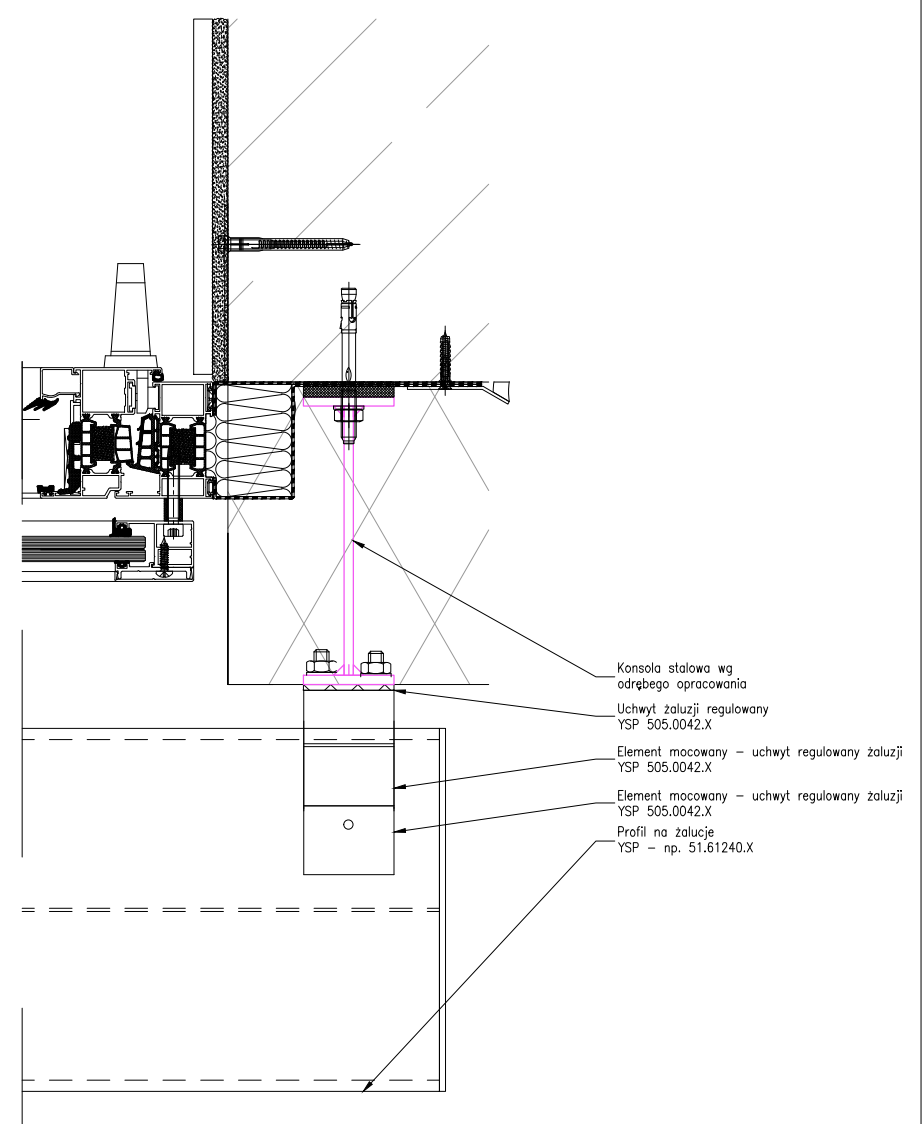 Konsola stalowa wg
odrębego opracowania
Uchwyt żaluzji regulowany
YSP 505.0042.X
Element mocowany – uchwyt regulowany żaluzji
YSP 505.0042.X
Element mocowany – uchwyt regulowany żaluzji
YSP 505.0042.X
Profil na żalucje
YSP – np. 51.61240.X